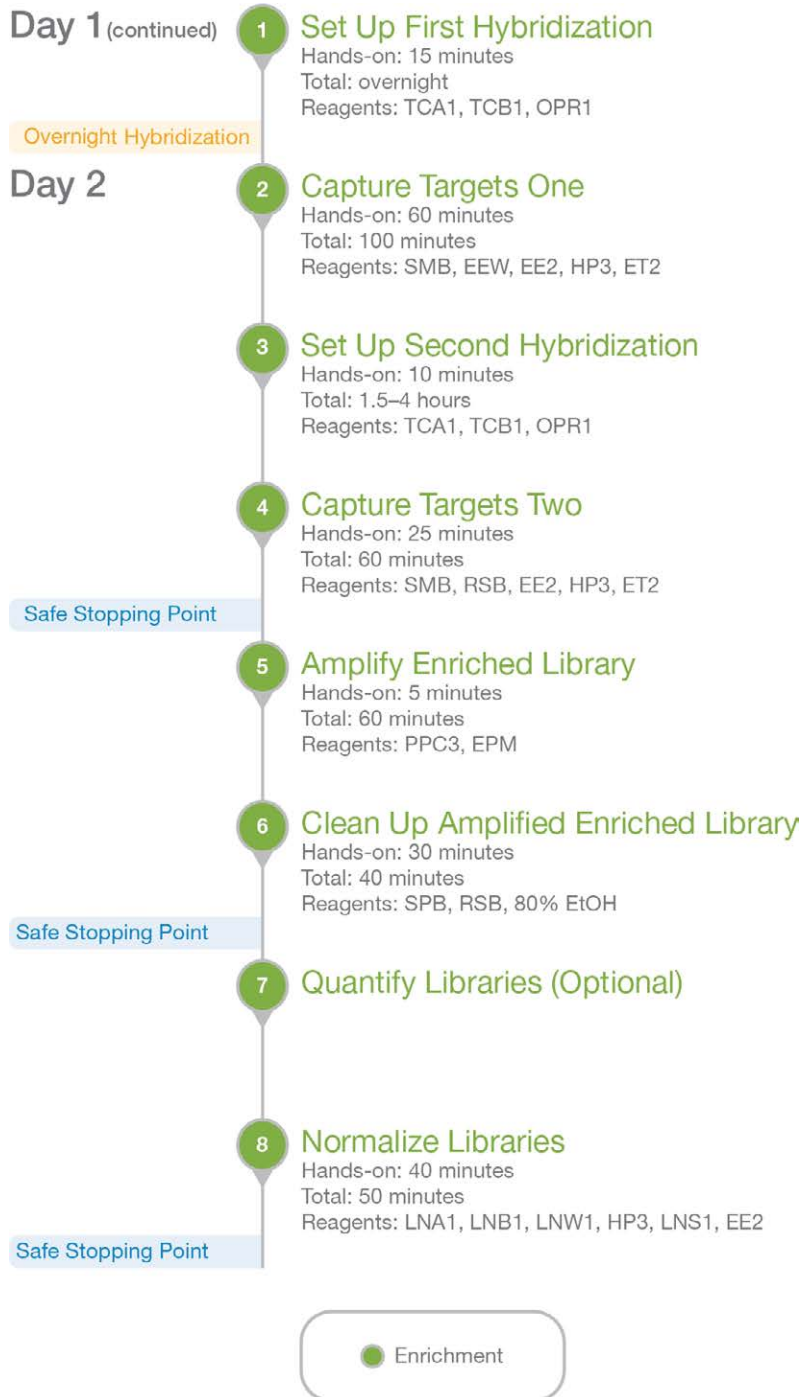 Day 1 (continued)
1
Set Up First Hybridization
Hands-on: 15 minutes
Total: overnight
Reagents: TCA1, TCB1, OPR1
Overnight Hybridization
Day 2
2
Capture Targets One
Hands-on: 60 minutes
Total: 100 minutes
Reagents: SMB, EEW, EE2, HP3, ET2
3
Set Up Second Hybridization
Hands-on: 10 minutes
Total: 1.5–4 hours
Reagents: TCA1, TCB1, OPR1
4
Capture Targets Two
Hands-on: 25 minutes
Total: 60 minutes
Reagents: SMB, RSB, EE2, HP3, ET2
Safe Stopping Point
5
Amplify Enriched Library
Hands-on: 5 minutes
Total: 60 minutes
Reagents: PPC3, EPM
6
Clean Up Amplified Enriched Library
Hands-on: 30 minutes
Total: 40 minutes
Reagents: SPB, RSB, 80% EtOH
Safe Stopping Point
7
Quantify Libraries (Optional)
8
Normalize Libraries
Hands-on: 40 minutes
Total: 50 minutes
Reagents: LNA1, LNB1, LNW1, HP3, LNS1, EE2
Safe Stopping Point
Enrichment